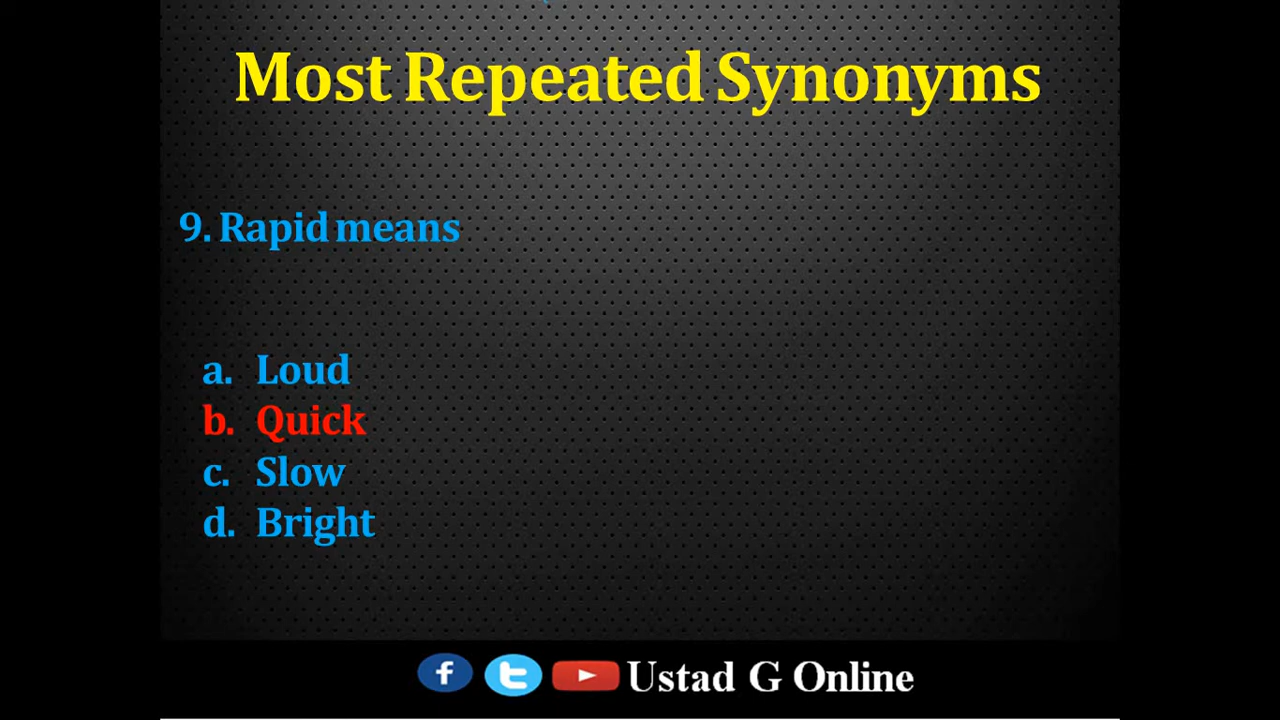 Most Repeated Synonyms
9. Rapid means
a. Loud
b. Quick
c. Slow
d. Bright
Ustad G Online